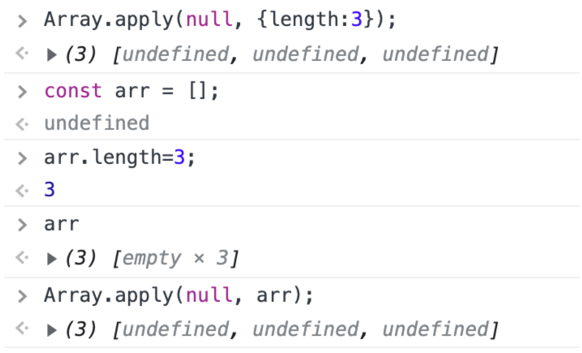 > Array.apply(null, {length:3});
<· ▶(3) [undefined, undefined, undefined]
> const arr = [];
<· undefined
> arr.length=3;
<· 3
> arr
<· ▶(3) [empty × 3]
> Array.apply(null, arr);
<· ▶(3) [undefined, undefined, undefined]